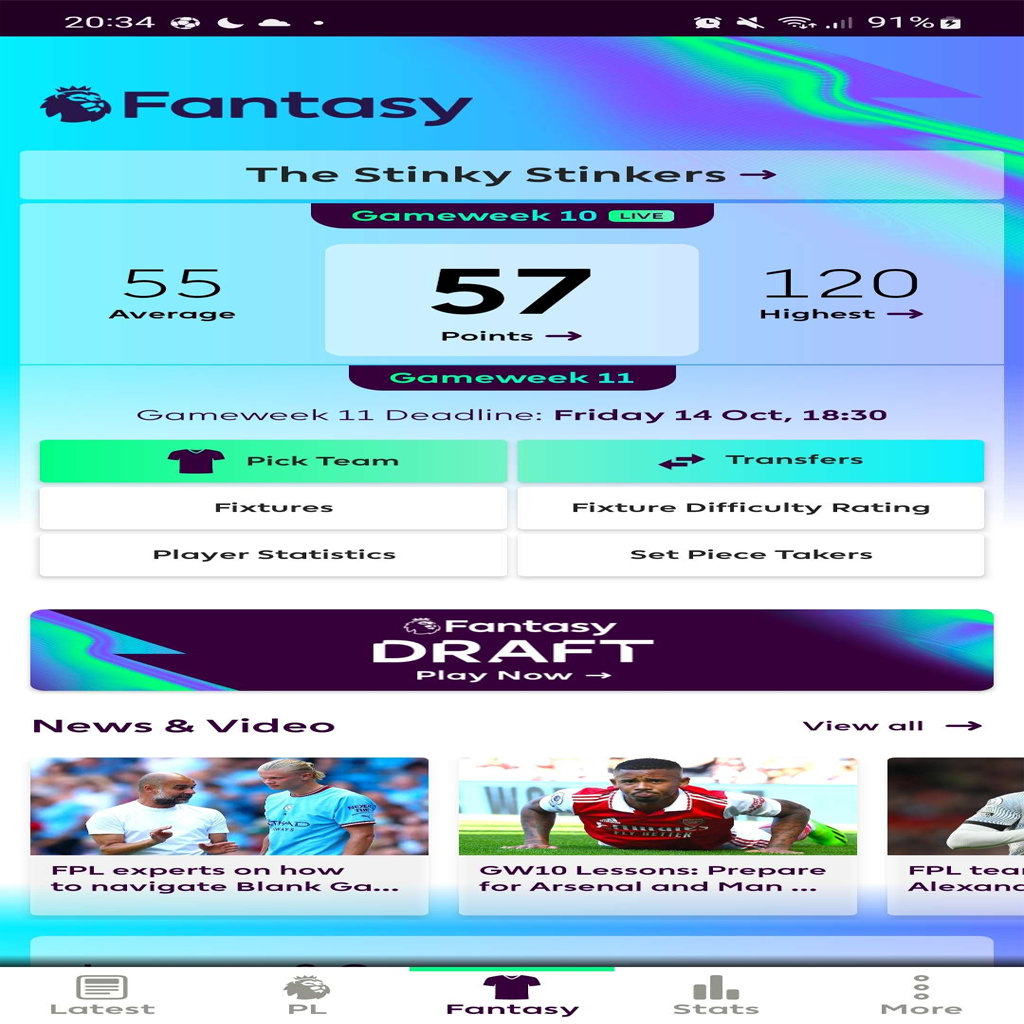 20:34
91%
Fantasy
The Stinky Stinkers →
Gameweek 10 LIVE
55
Average
57
Points →
120
Highest →
Gameweek 11
Gameweek 11 Deadline: Friday 14 Oct, 18:30
Pick Team
Transfers
Fixtures
Fixture Difficulty Rating
Player Statistics
Set Piece Takers
Fantasy
DRAFT
Play Now →
News & Video
View all →
FPL experts on how
to navigate Blank Ga...
GW10 Lessons: Prepare
for Arsenal and Man ...
FPL tea
Alexanc
Latest
PL
Fantasy
Stats
More